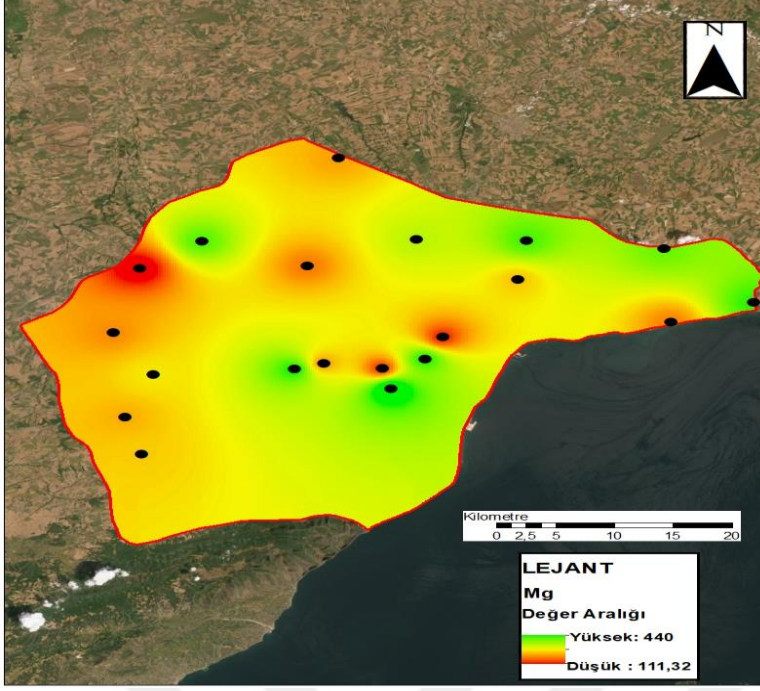 N
Kilometre
0 2,5 5 10 15 20
LEJANT
Mg
Değer Aralığı
Yüksek: 440
Düşük : 111,32